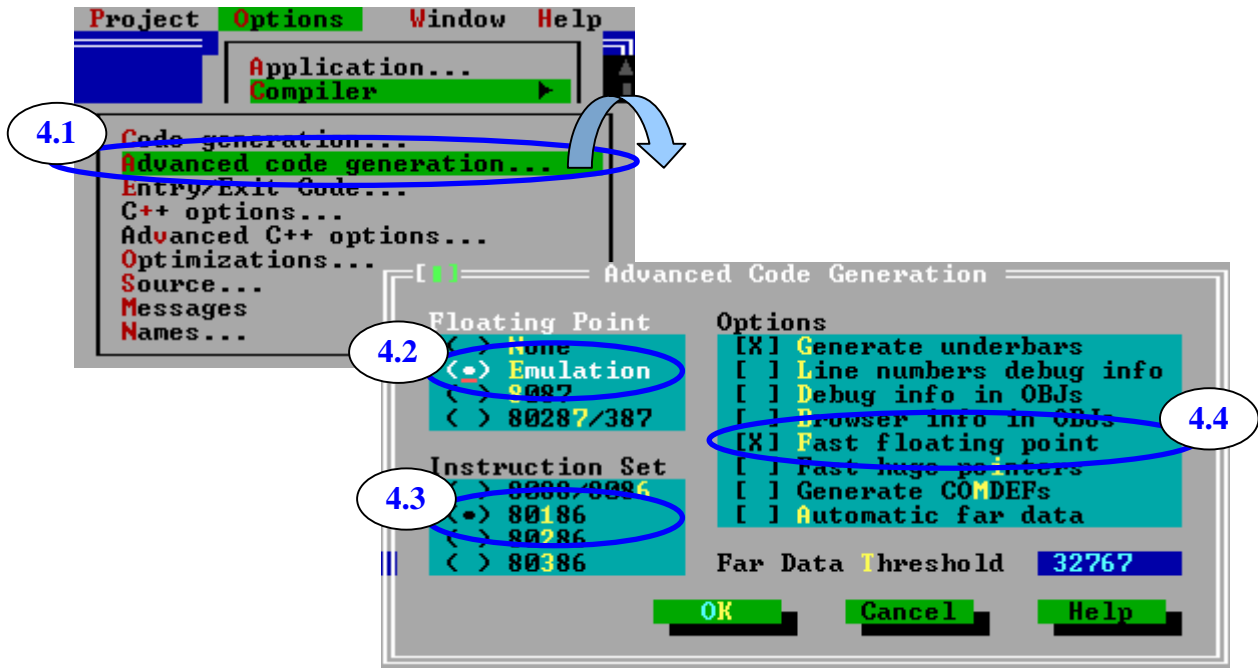 Project Options Window Help
Application...
Compiler
4.1
Code generation...
Advanced code generation...
Entry/Exit Code...
C++ options...
Advanced C++ options...
Optimizations...
Source...
Messages
Names...
Advanced Code Generation
Floating Point
4.2
( ) None
(•) Emulation
( ) 8087
( ) 80287/387
Instruction Set
4.3
( ) 8088/8086
(•) 80186
( ) 80286
( ) 80386
Options
[X] Generate underbars
[ ] Line numbers debug info
[ ] Debug info in OBJs
[ ] Browser info in OBJs
4.4
[X] Fast floating point
[ ] Fast huge pointers
[ ] Generate COMDEFs
[ ] Automatic far data
Far Data Threshold 32767
OK Cancel Help